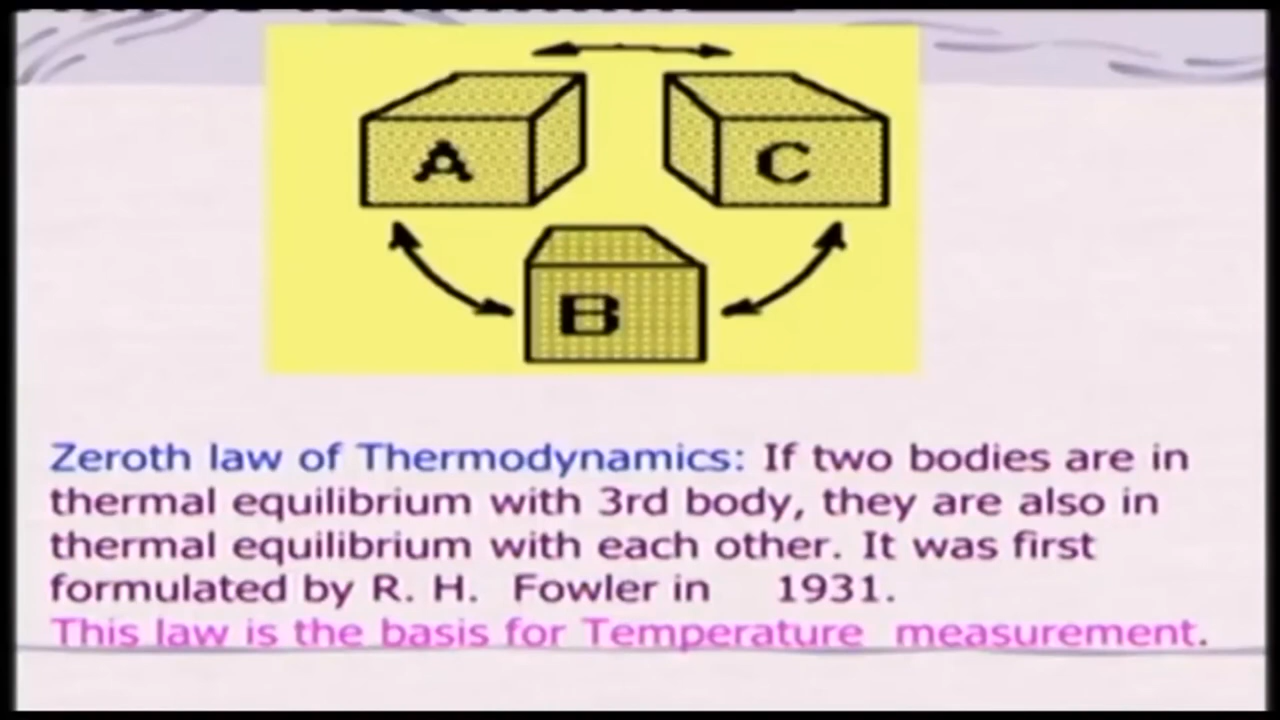 A
C
B
Zeroth law of Thermodynamics: If two bodies are in
thermal equilibrium with 3rd body, they are also in
thermal equilibrium with each other. It was first
formulated by R. H. Fowler in 1931.
This law is the basis for Temperature measurement.